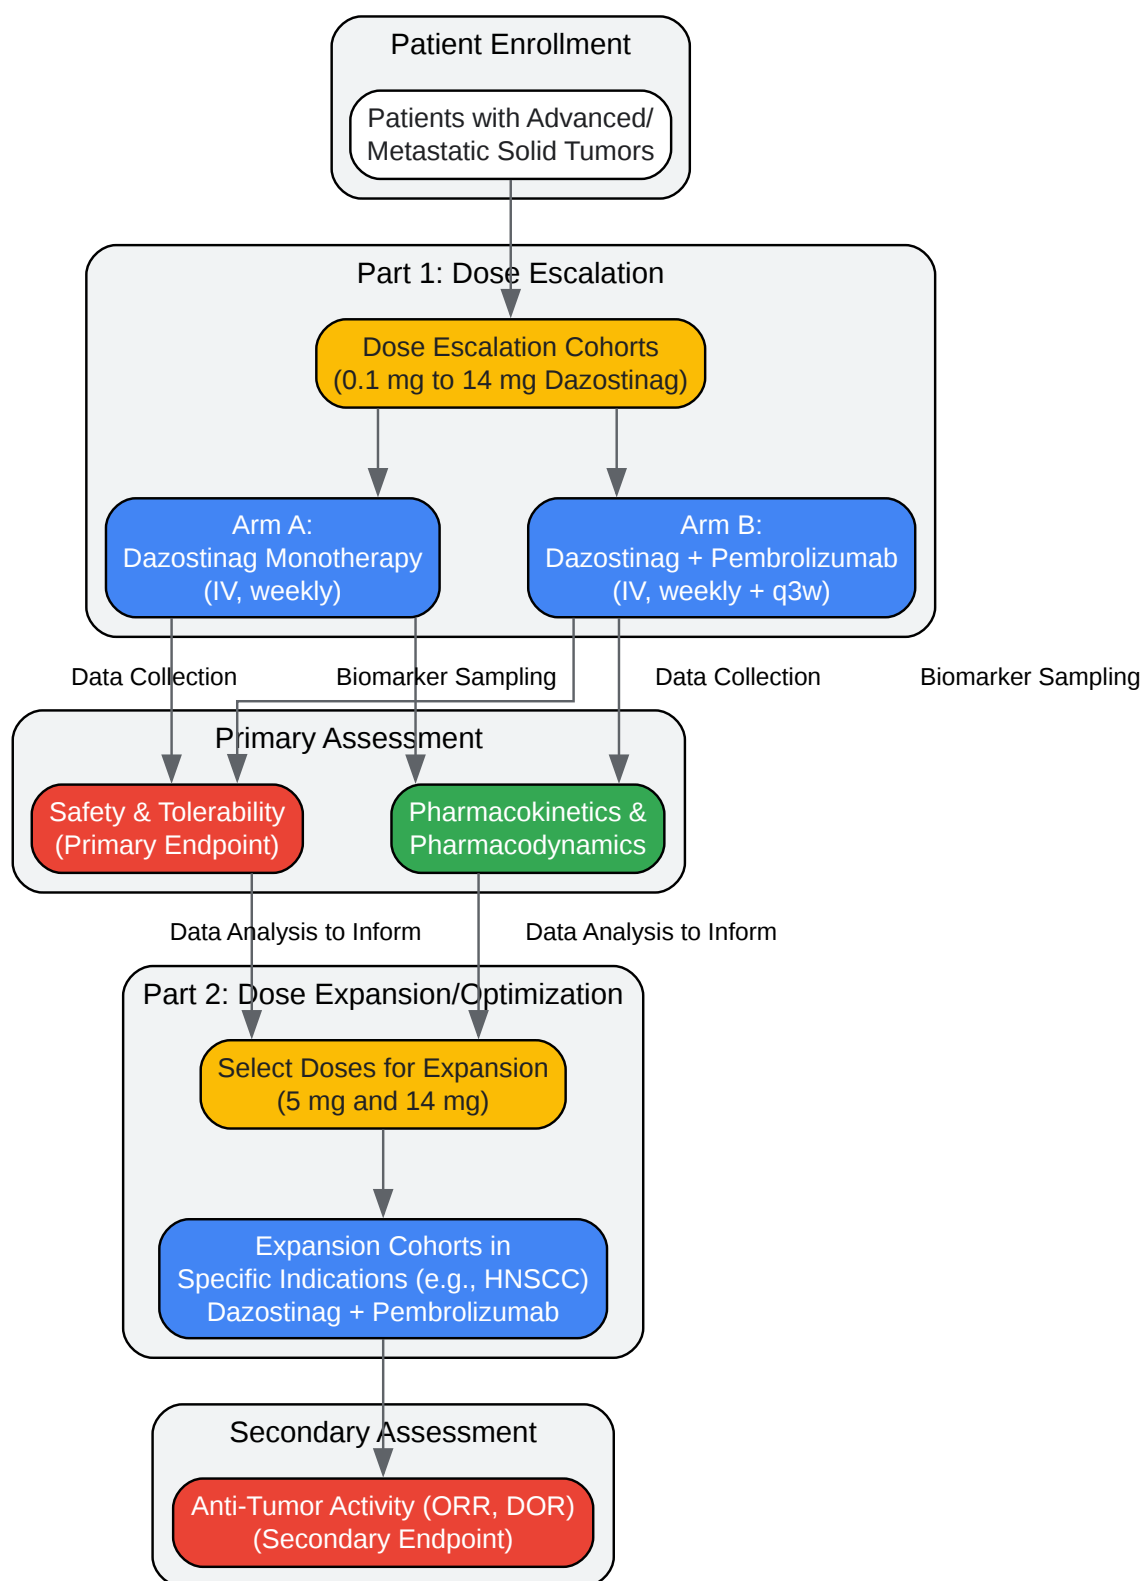 Patient Enrollment
Patients with Advanced/
Metastatic Solid Tumors
Part 1: Dose Escalation
Dose Escalation Cohorts
(0.1 mg to 14 mg Dazostinag)
Arm A:
Dazostinag Monotherapy
(IV, weekly)
Arm B:
Dazostinag + Pembrolizumab
(IV, weekly + q3w)
Data Collection
Biomarker Sampling
Data Collection
Biomarker Sampling
Primary Assessment
Safety & Tolerability
(Primary Endpoint)
Pharmacokinetics &
Pharmacodynamics
Data Analysis to Inform
Data Analysis to Inform
Part 2: Dose Expansion/Optimization
Select Doses for Expansion
(5 mg and 14 mg)
Expansion Cohorts in
Specific Indications (e.g., HNSCC)
Dazostinag + Pembrolizumab
Secondary Assessment
Anti-Tumor Activity (ORR, DOR)
(Secondary Endpoint)